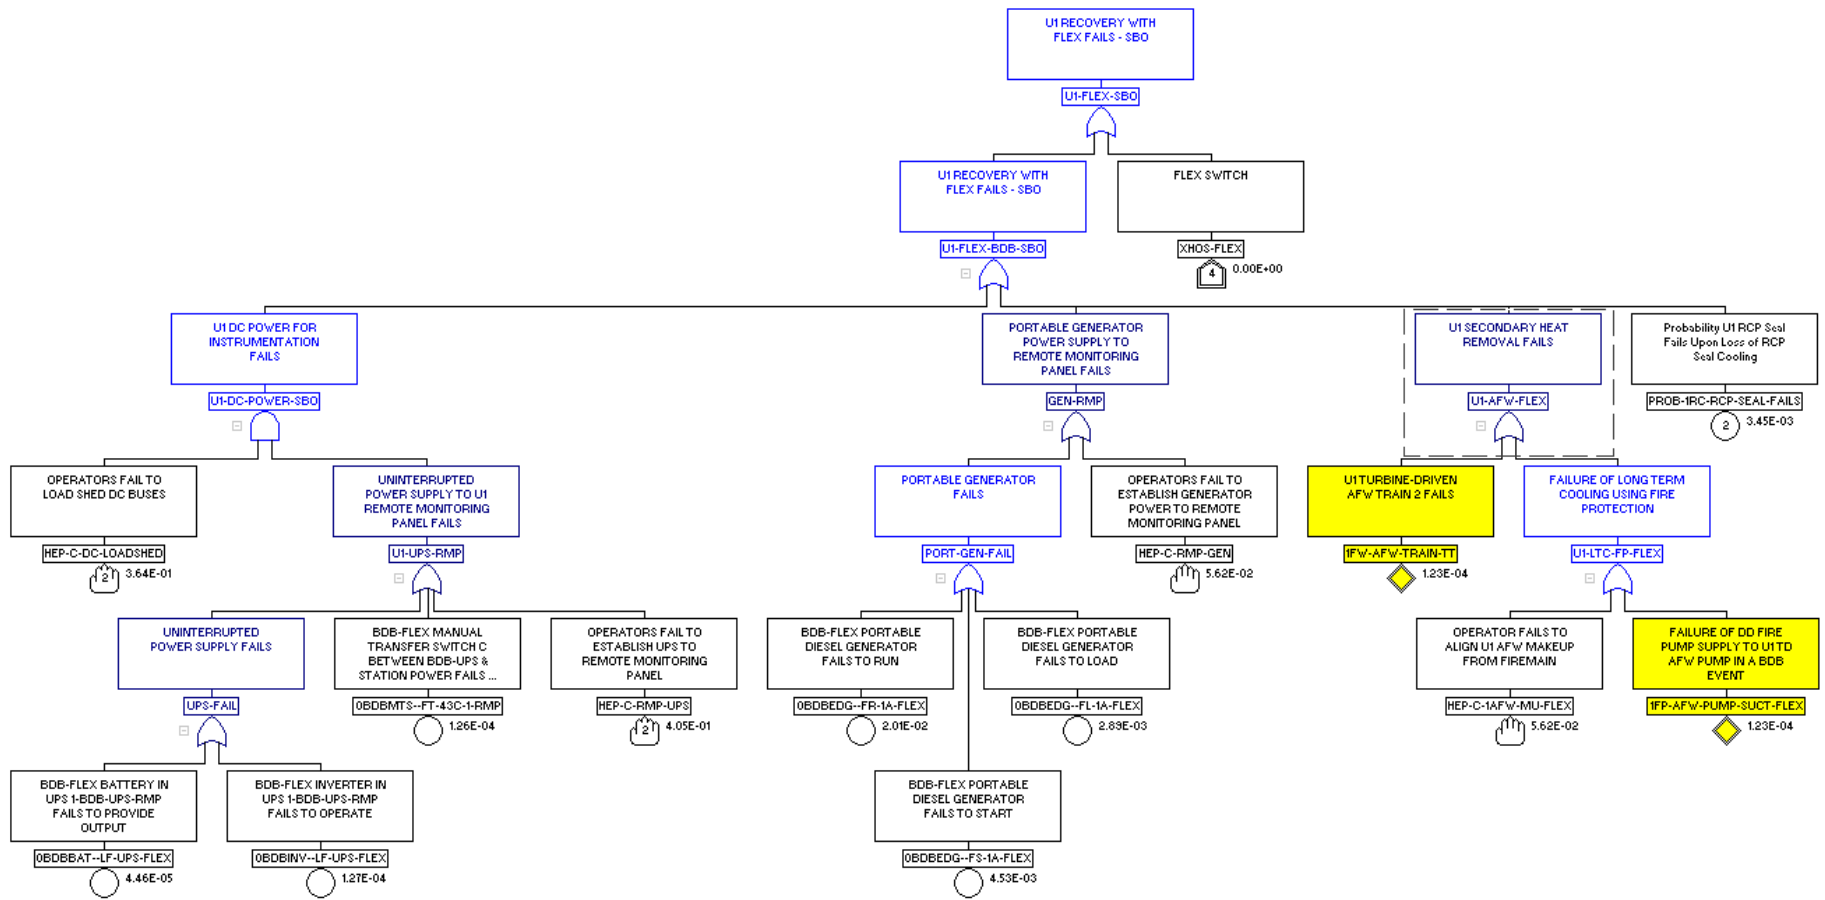 U1 RECOVERY WITH
FLEX FAILS - SBO
U1-FLEX-SBO
U1 RECOVERY WITH
FLEX FAILS - SBO
U1-FLEX-BDB-SBO
FLEX SWITCH
XHOS-FLEX
4
0.00E+00
U1 DC POWER FOR
INSTRUMENTATION
FAILS
U1-DC-POWER-SBO
PORTABLE GENERATOR
POWER SUPPLY TO
REMOTE MONITORING
PANEL FAILS
GEN-RMP
U1 SECONDARY HEAT
REMOVAL FAILS
U1-AFW-FLEX
Probability U1 RCP Seal
Fails Upon Loss of RCP
Seal Cooling
PROB-1RC-RCP-SEAL-FAILS
2
3.45E-03
OPERATORS FAIL TO
LOAD SHED DC BUSES
HEP-C-DC-LOADSHED
2
3.64E-01
UNINTERRUPTED
POWER SUPPLY TO U1
REMOTE MONITORING
PANEL FAILS
U1-UPS-RMP
PORTABLE GENERATOR
FAILS
PORT-GEN-FAIL
OPERATORS FAIL TO
ESTABLISH GENERATOR
POWER TO REMOTE
MONITORING PANEL
HEP-C-RMP-GEN
5.62E-02
U1 TURBINE-DRIVEN
AFW TRAIN 2 FAILS
1FW-AFW-TRAIN-TT
1.23E-04
FAILURE OF LONG TERM
COOLING USING FIRE
PROTECTION
U1-LTC-FP-FLEX
UNINTERRUPTED
POWER SUPPLY FAILS
UPS-FAIL
BDB-FLEX MANUAL
TRANSFER SWITCH C
BETWEEN BDB-UPS &
STATION POWER FAILS ...
0BDBMTS--FT-43C-1-RMP
1.26E-04
OPERATORS FAIL TO
ESTABLISH UPS TO
REMOTE MONITORING
PANEL
HEP-C-RMP-UPS
2
4.05E-01
BDB-FLEX PORTABLE
DIESEL GENERATOR
FAILS TO RUN
0BDBEDG--FR-1A-FLEX
2.01E-02
BDB-FLEX PORTABLE
DIESEL GENERATOR
FAILS TO LOAD
0BDBEDG--FL-1A-FLEX
2.89E-03
OPERATOR FAILS TO
ALIGN U1 AFW MAKEUP
FROM FIREMAIN
HEP-C-1AFW-MU-FLEX
5.62E-02
FAILURE OF DD FIRE
PUMP SUPPLY TO U1 TD
AFW PUMP IN A BDB
EVENT
1FP-AFW-PUMP-SUCT-FLEX
1.23E-04
BDB-FLEX BATTERY IN
UPS 1-BDB-UPS-RMP
FAILS TO PROVIDE
OUTPUT
0BDBBAT--LF-UPS-FLEX
4.46E-05
BDB-FLEX INVERTER IN
UPS 1-BDB-UPS-RMP
FAILS TO OPERATE
0BDBINV--LF-UPS-FLEX
1.27E-04
BDB-FLEX PORTABLE
DIESEL GENERATOR
FAILS TO START
0BDBEDG--FS-1A-FLEX
4.53E-03